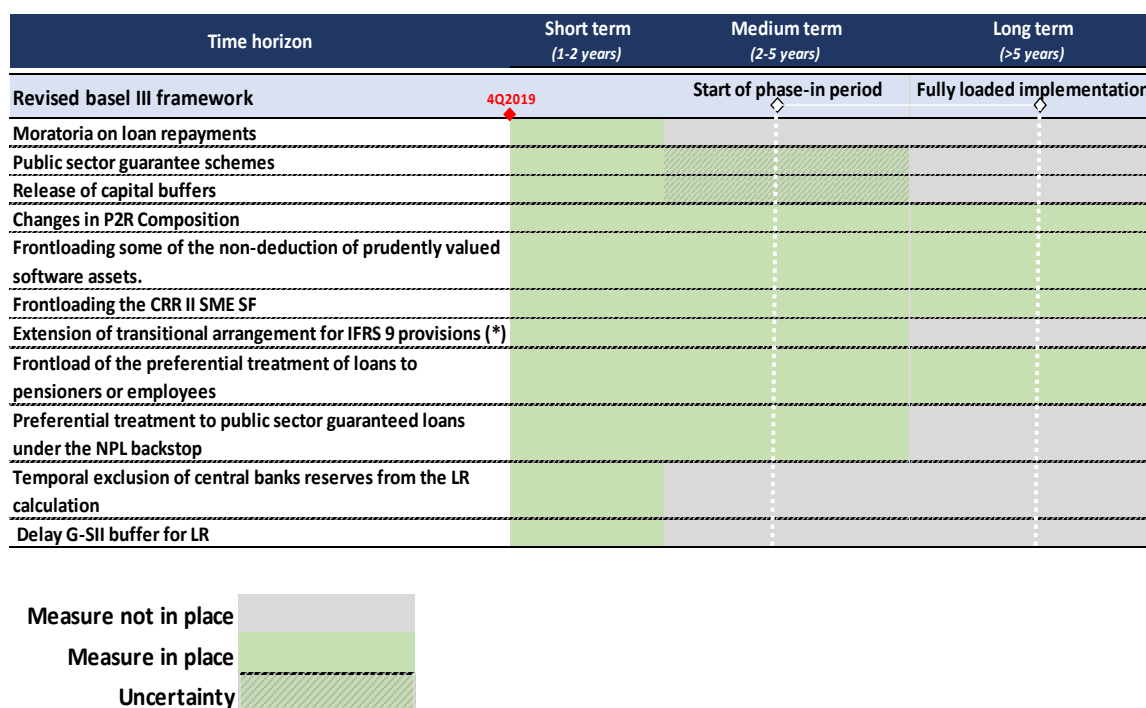 Time horizon Short term Medium term Long term
(1-2 years) (2-5 years) (>5 years)
Revised basel III framework 4Q2019 Start of phase-in period Fully loaded implementation
Moratoria on loan repayments
Public sector guarantee schemes
Release of capital buffers
Changes in P2R Composition
Frontloading some of the non-deduction of prudently valued
software assets.
Frontloading the CRR II SME SF
Extension of transitional arrangement for IFRS 9 provisions (*)
Frontload of the preferential treatment of loans to
pensioners or employees
Preferential treatment to public sector guaranteed loans
under the NPL backstop
Temporal exclusion of central banks reserves from the LR
calculation
Delay G-SII buffer for LR
Measure not in place
Measure in place
Uncertainty